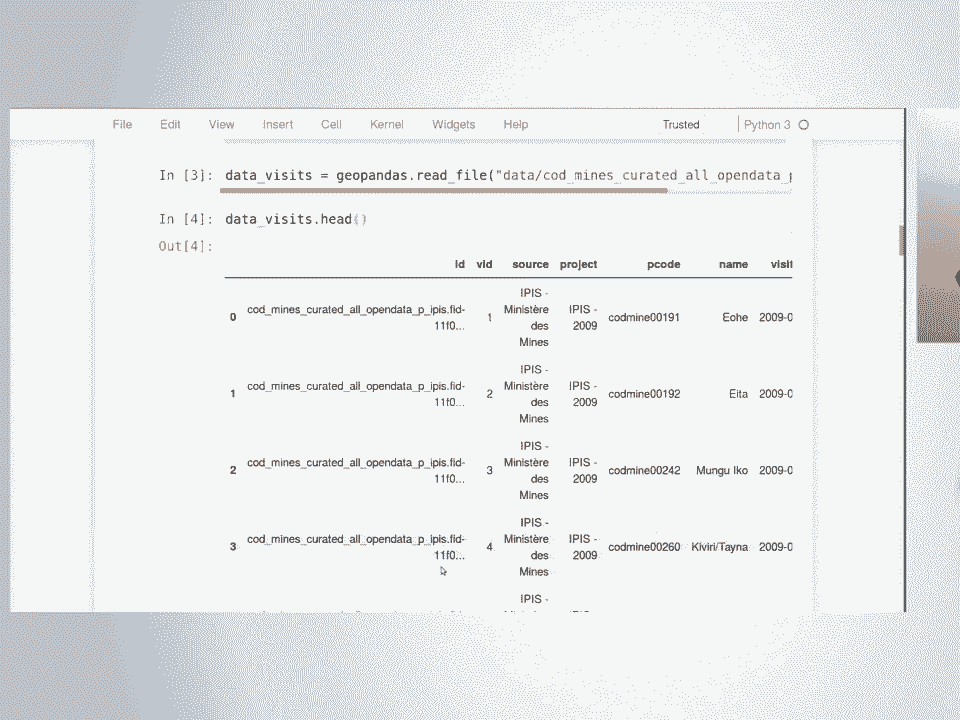 File Edit View Insert Cell Kernel Widgets Help Trusted Python 3
In [3]: data_visits = geopandas.read_file("data/cod_mines_curated_all_opendata_p
In [4]: data_visits.head()
Out[4]:
id vid source project pcode name visit
0 cod_mines_curated_all_opendata_p_ipis.fid-11f0... 1 IPIS - Ministère des Mines IPIS - 2009 codmine00191 Eohe 2009-0
1 cod_mines_curated_all_opendata_p_ipis.fid-11f0... 2 IPIS - Ministère des Mines IPIS - 2009 codmine00192 Eita 2009-0
2 cod_mines_curated_all_opendata_p_ipis.fid-11f0... 3 IPIS - Ministère des Mines IPIS - 2009 codmine00242 Mungu Iko 2009-0
3 cod_mines_curated_all_opendata_p_ipis.fid-11f0... 4 IPIS - Ministère des Mines IPIS - 2009 codmine00260 Kiviri/Tayna 2009-0
IPIS -